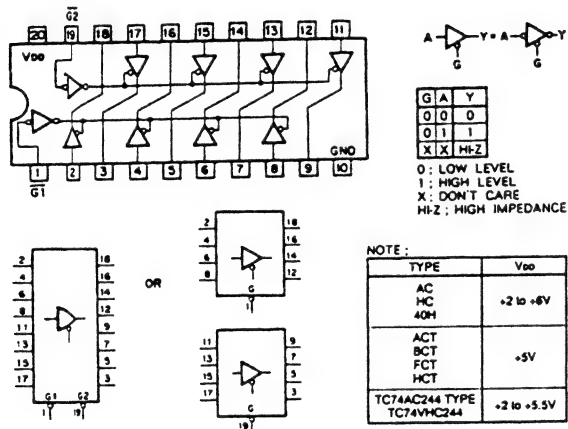 G2
20 19 18 17 16 15 14 13 12 11
VDD
GND
1 2 3 4 5 6 7 8 9 10
G1
A Y = A Y
G G
G A Y
0 0 0
0 1 1
X X HI-Z
0 ; LOW LEVEL
1 ; HIGH LEVEL
X ; DON'T CARE
HI-Z ; HIGH IMPEDANCE
2 18
4 16
6 14
8 12
11 9
13 7
15 5
17 3
G1 G2
1 19
OR
2 18
4 16
6 14
8 12
G
1
11 9
13 7
15 5
17 3
G
19
NOTE ;
TYPE VDD
AC
HC
40H
+2 to +6V
ACT
BCT
FCT
HCT
+5V
TC74AC244 TYPE
TC74VHC244
+2 to +5.5V